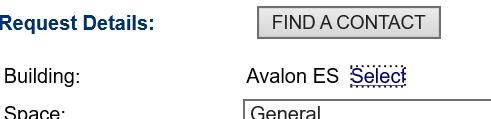 Request Details: FIND A CONTACT
Building: Avalon ES Select
Space: General